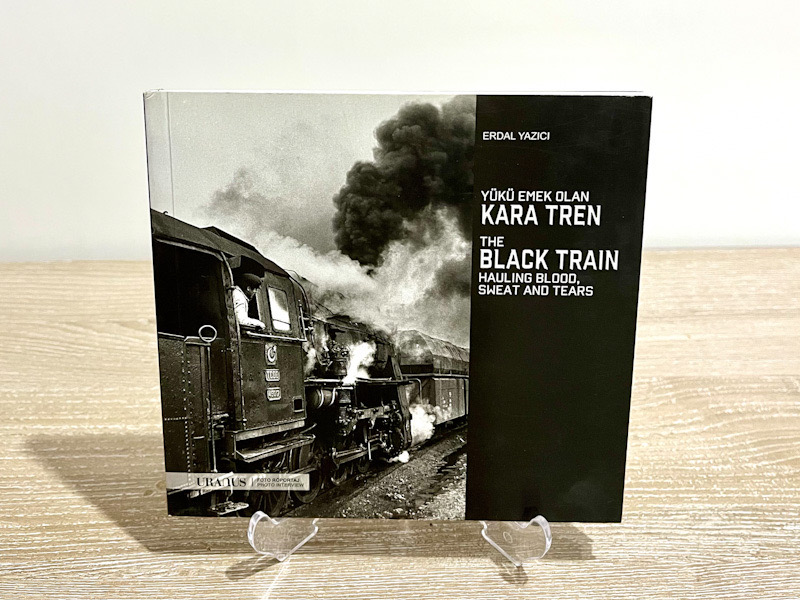 ERDAL YAZICI
YÜKÜ EMEK OLAN
KARA TREN
THE
BLACK TRAIN
HAULING BLOOD,
SWEAT AND TEARS
URANUS
FOTO RÖPORTAJ
PHOTO INTERVIEW